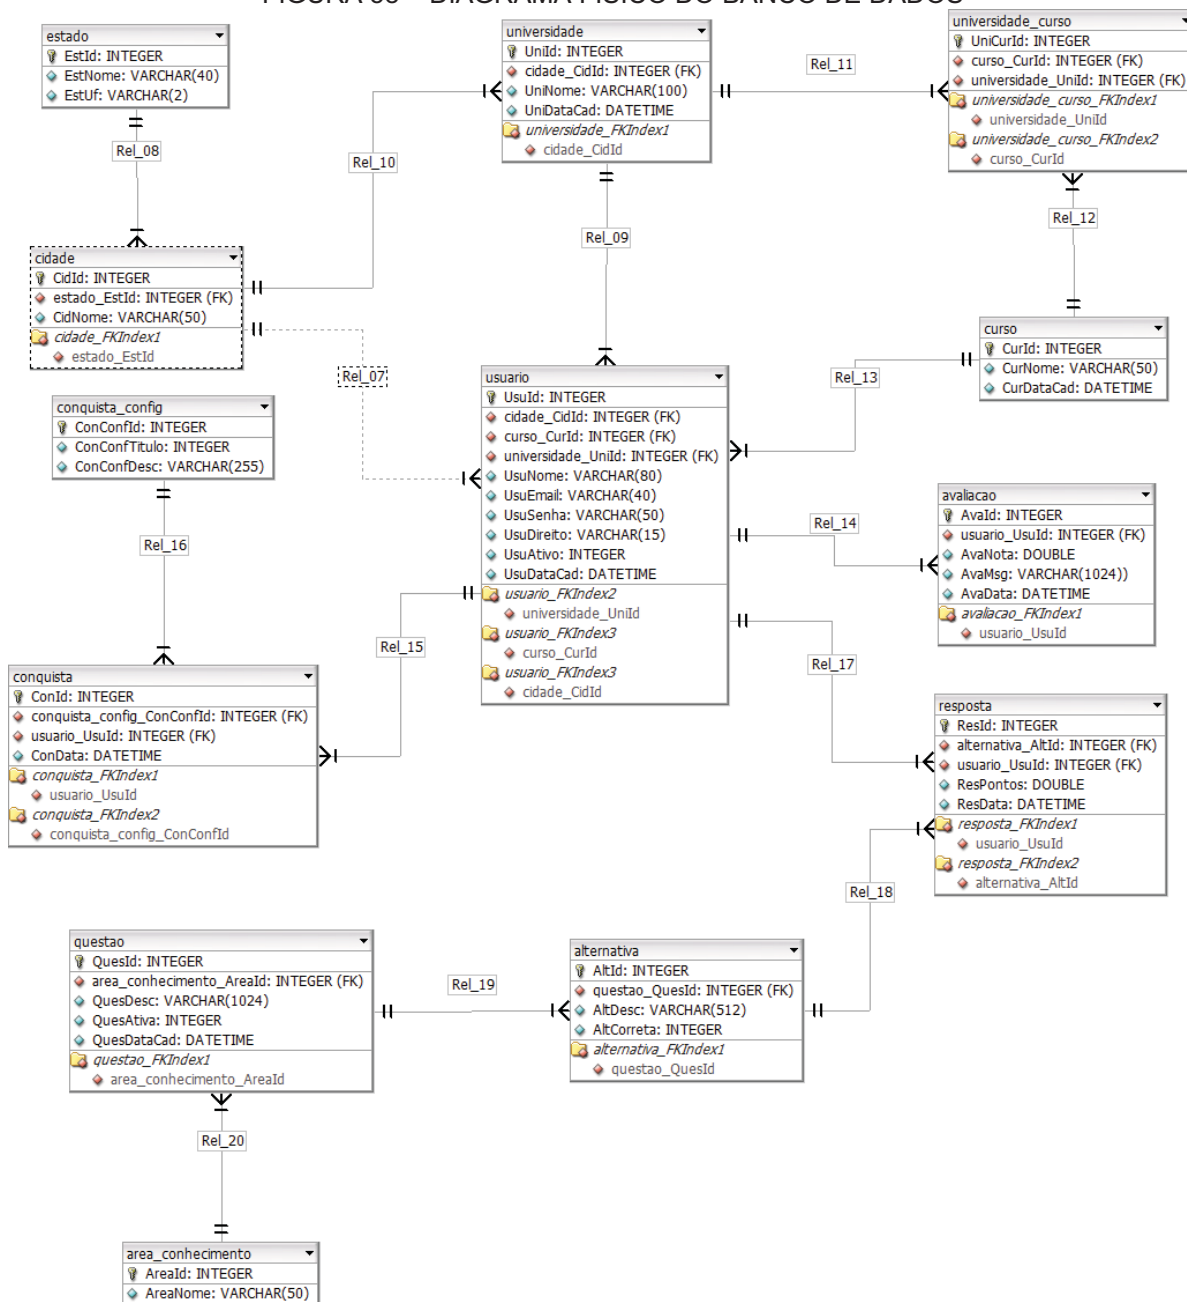 FIGURA 06 – DIAGRAMA FÍSICO DO BANCO DE DADOS
estado
EstId: INTEGER
EstNome: VARCHAR(40)
EstUf: VARCHAR(2)
universidade
UniId: INTEGER
cidade_CidId: INTEGER (FK)
UniNome: VARCHAR(100)
UniDataCad: DATETIME
universidade_FKIndex1
cidade_CidId
universidade_curso
UniCurId: INTEGER
curso_CurId: INTEGER (FK)
universidade_UniId: INTEGER (FK)
universidade_curso_FKIndex1
universidade_UniId
universidade_curso_FKIndex2
curso_CurId
Rel_11
Rel_08
Rel_10
Rel_12
Rel_09
cidade
CidId: INTEGER
estado_EstId: INTEGER (FK)
CidNome: VARCHAR(50)
cidade_FKIndex1
estado_EstId
curso
CurId: INTEGER
CurNome: VARCHAR(50)
CurDataCad: DATETIME
Rel_07
Rel_13
conquista_config
ConConfId: INTEGER
ConConfTitulo: INTEGER
ConConfDesc: VARCHAR(255)
usuario
UsuId: INTEGER
cidade_CidId: INTEGER (FK)
curso_CurId: INTEGER (FK)
universidade_UniId: INTEGER (FK)
UsuNome: VARCHAR(80)
UsuEmail: VARCHAR(40)
UsuSenha: VARCHAR(50)
UsuDireito: VARCHAR(15)
UsuAtivo: INTEGER
UsuDataCad: DATETIME
usuario_FKIndex2
universidade_UniId
usuario_FKIndex3
curso_CurId
usuario_FKIndex3
cidade_CidId
avaliacao
AvaId: INTEGER
usuario_UsuId: INTEGER (FK)
AvaNota: DOUBLE
AvaMsg: VARCHAR(1024))
AvaData: DATETIME
avaliacao_FKIndex1
usuario_UsuId
Rel_14
Rel_16
Rel_15
Rel_17
conquista
ConId: INTEGER
conquista_config_ConConfId: INTEGER (FK)
usuario_UsuId: INTEGER (FK)
ConData: DATETIME
conquista_FKIndex1
usuario_UsuId
conquista_FKIndex2
conquista_config_ConConfId
resposta
ResId: INTEGER
alternativa_AltId: INTEGER (FK)
usuario_UsuId: INTEGER (FK)
ResPontos: DOUBLE
ResData: DATETIME
resposta_FKIndex1
usuario_UsuId
resposta_FKIndex2
alternativa_AltId
Rel_18
questao
QuesId: INTEGER
area_conhecimento_AreaId: INTEGER (FK)
QuesDesc: VARCHAR(1024)
QuesAtiva: INTEGER
QuesDataCad: DATETIME
questao_FKIndex1
area_conhecimento_AreaId
Rel_19
alternativa
AltId: INTEGER
questao_QuesId: INTEGER (FK)
AltDesc: VARCHAR(512)
AltCorreta: INTEGER
alternativa_FKIndex1
questao_QuesId
Rel_20
area_conhecimento
AreaId: INTEGER
AreaNome: VARCHAR(50)